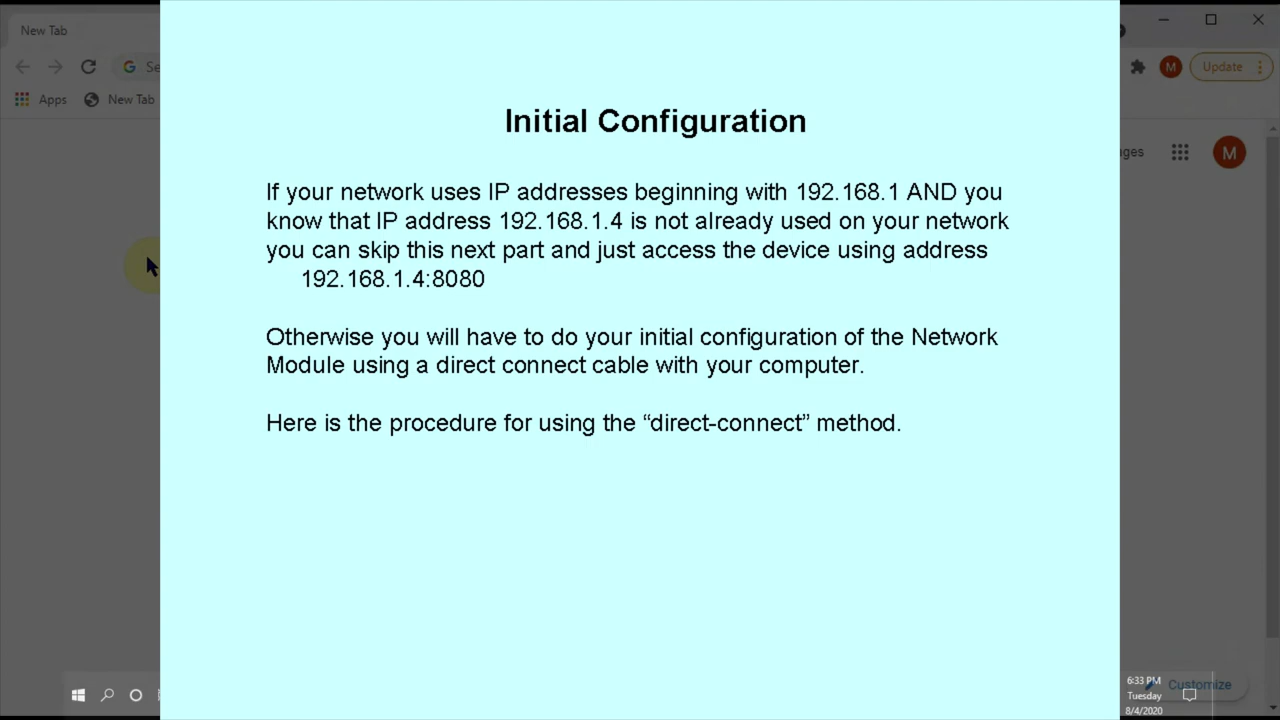 New Tab
Se
Update
Apps
New Tab
M
ges
M
Initial Configuration
If your network uses IP addresses beginning with 192.168.1 AND you
know that IP address 192.168.1.4 is not already used on your network
you can skip this next part and just access the device using address
192.168.1.4:8080
Otherwise you will have to do your initial configuration of the Network
Module using a direct connect cable with your computer.
Here is the procedure for using the “direct-connect” method.
Customize
6:33 PM
Tuesday
8/4/2020